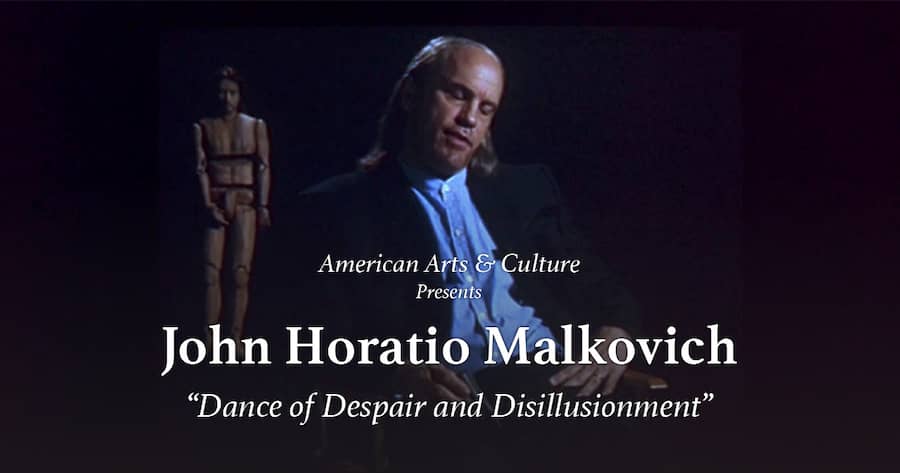 American Arts & Culture
Presents
John Horatio Malkovich
“Dance of Despair and Disillusionment”